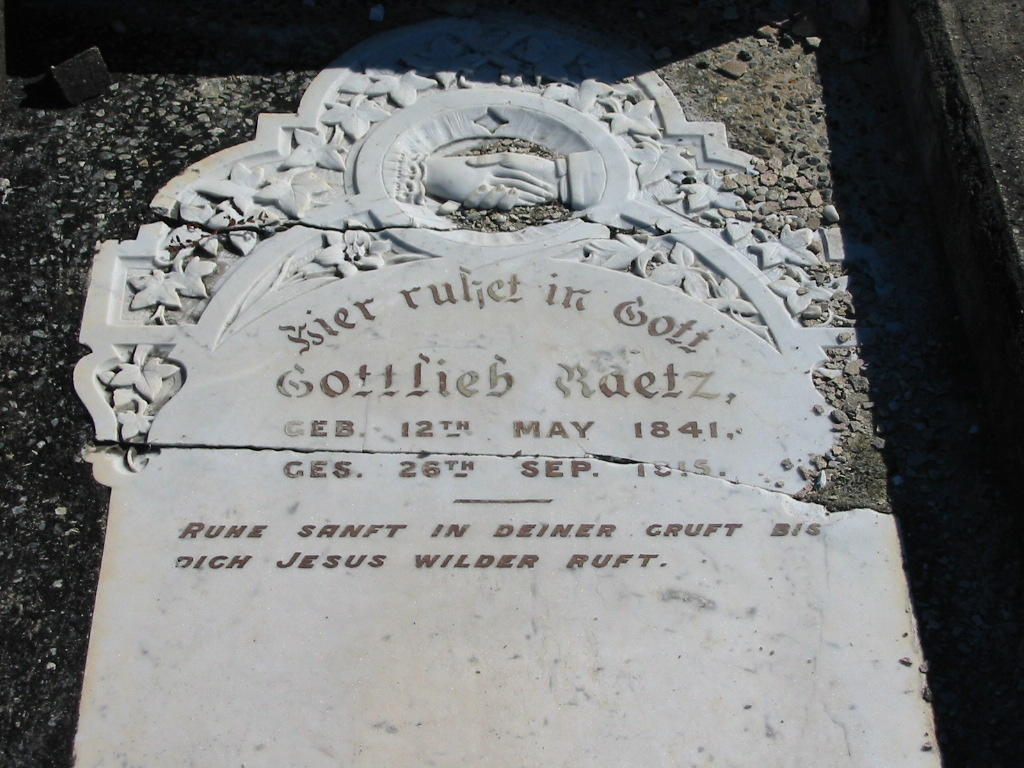 Hier ruhet in Gott
Gottlieb Raetz,
GEB. 12TH MAY 1841,
GES. 26TH SEP. 1915.
RUHE SANFT IN DEINER GRUFT BIS
DICH JESUS WILDER RUFT.